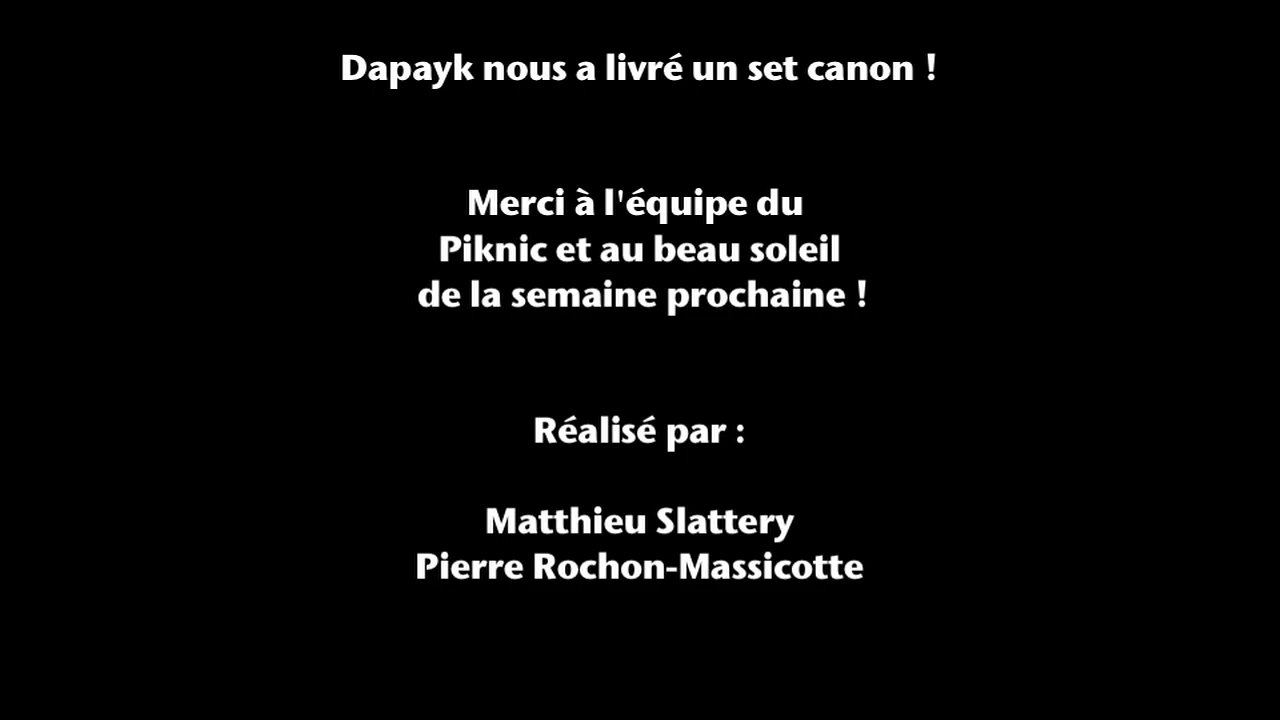 Dapayk nous a livré un set canon !
Merci à l'équipe du
Piknic et au beau soleil
de la semaine prochaine !
Réalisé par :
Matthieu Slattery
Pierre Rochon-Massicotte